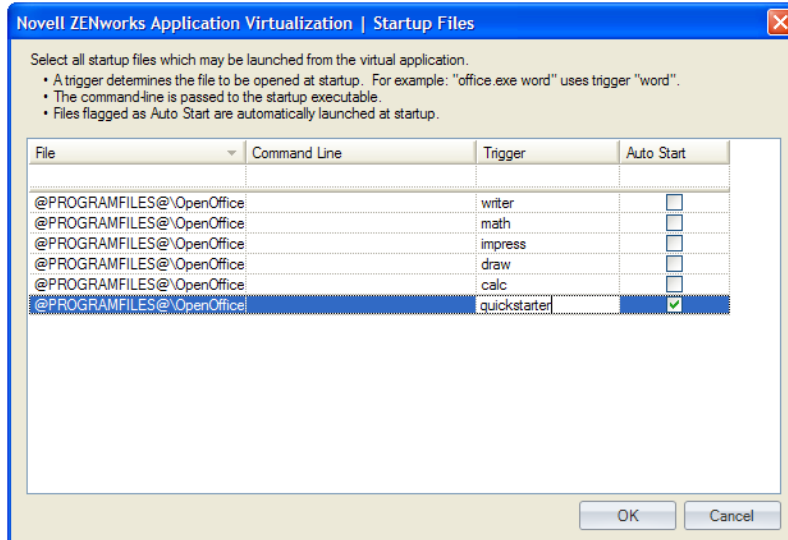 Novell ZENworks Application Virtualization | Startup Files
Select all startup files which may be launched from the virtual application.
• A trigger determines the file to be opened at startup. For example: "office.exe word" uses trigger "word".
• The command-line is passed to the startup executable.
• Files flagged as Auto Start are automatically launched at startup.
File Command Line Trigger Auto Start
@PROGRAMFILES@\OpenOffice writer
@PROGRAMFILES@\OpenOffice math
@PROGRAMFILES@\OpenOffice impress
@PROGRAMFILES@\OpenOffice draw
@PROGRAMFILES@\OpenOffice calc
@PROGRAMFILES@\OpenOffice quickstarter
OK Cancel